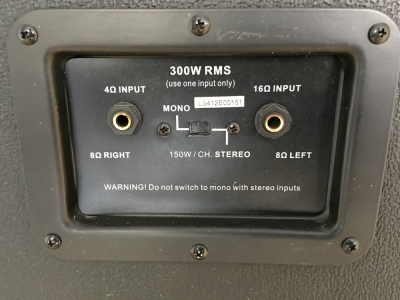 300W RMS
(use one input only)
4Ω INPUT
16Ω INPUT
LS412E00151
MONO
8Ω RIGHT
150W / CH. STEREO
8Ω LEFT
WARNING! Do not switch to mono with stereo inputs